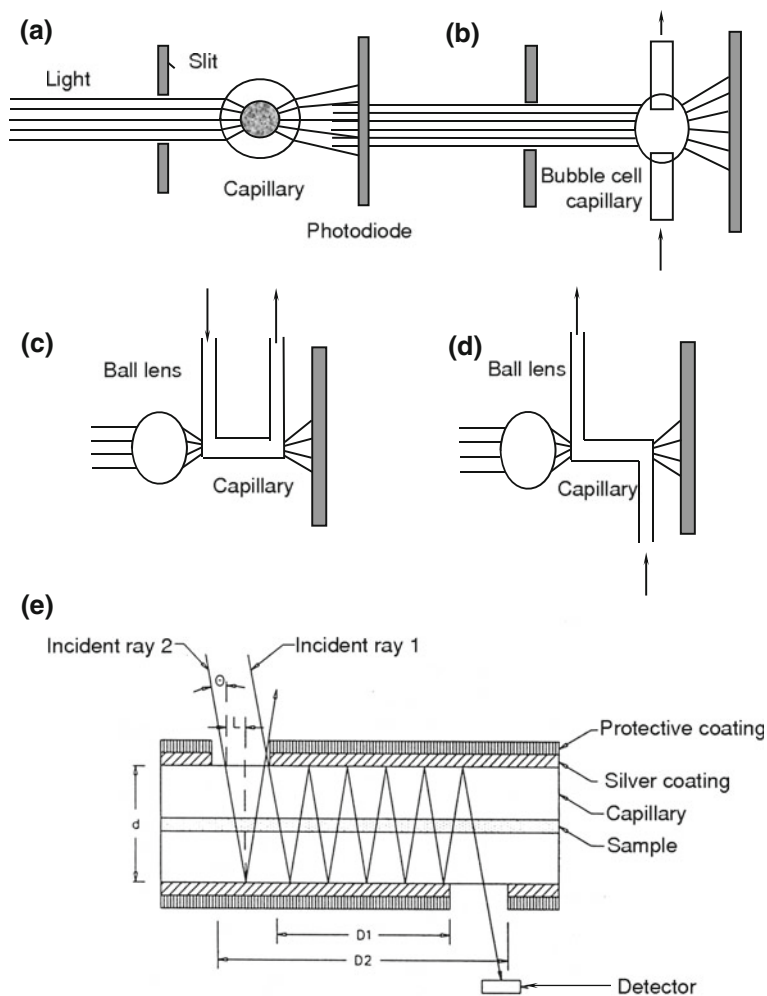 (a)
Light
Slit
Capillary
Photodiode
(b)
Bubble cell
capillary
(c)
Ball lens
Capillary
(d)
Ball lens
Capillary
(e)
Incident ray 2
Incident ray 1
Θ
L
d
Protective coating
Silver coating
Capillary
Sample
D1
D2
Detector